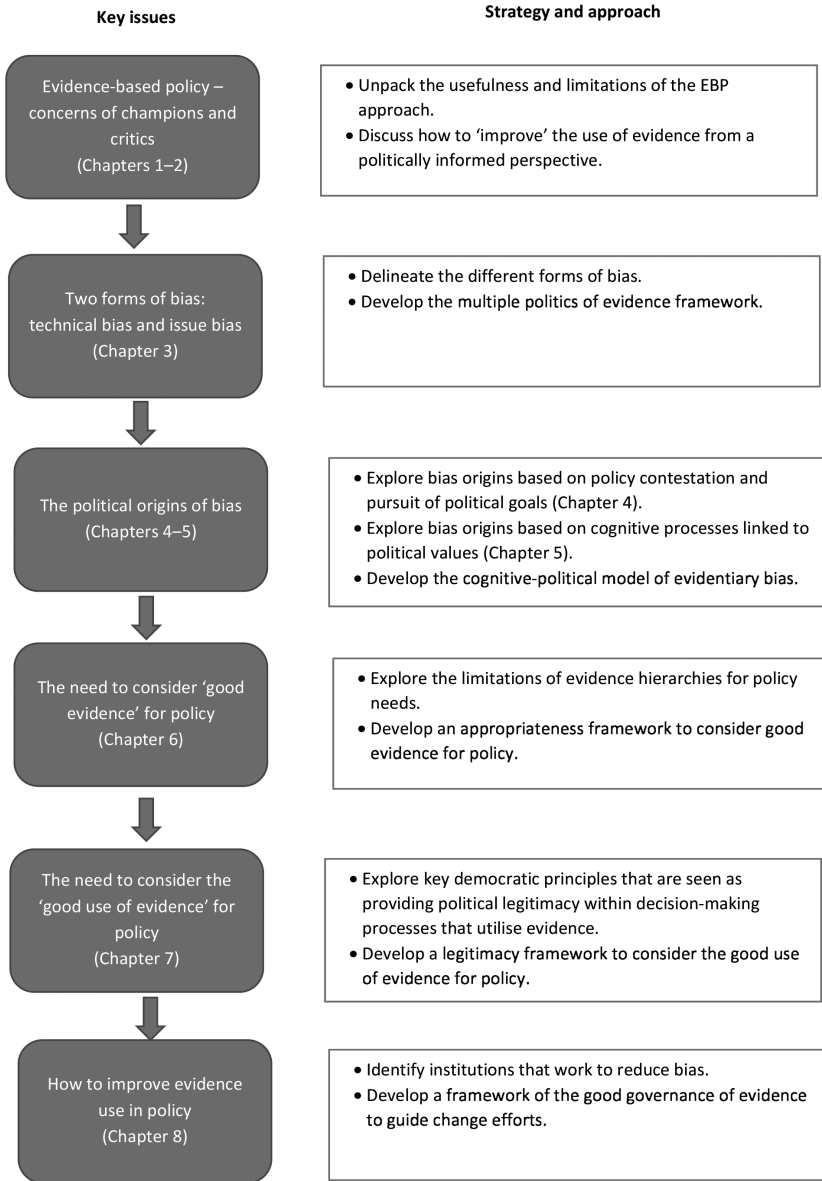 Key issues
Strategy and approach
Evidence-based policy –
concerns of champions and
critics
(Chapters 1–2)
• Unpack the usefulness and limitations of the EBP
approach.
• Discuss how to ‘improve’ the use of evidence from a
politically informed perspective.
Two forms of bias:
technical bias and issue bias
(Chapter 3)
• Delineate the different forms of bias.
• Develop the multiple politics of evidence framework.
The political origins of bias
(Chapters 4–5)
• Explore bias origins based on policy contestation and
pursuit of political goals (Chapter 4).
• Explore bias origins based on cognitive processes linked to
political values (Chapter 5).
• Develop the cognitive-political model of evidentiary bias.
The need to consider ‘good
evidence’ for policy
(Chapter 6)
• Explore the limitations of evidence hierarchies for policy
needs.
• Develop an appropriateness framework to consider good
evidence for policy.
The need to consider the
‘good use of evidence’ for
policy
(Chapter 7)
• Explore key democratic principles that are seen as
providing political legitimacy within decision-making
processes that utilise evidence.
• Develop a legitimacy framework to consider the good use
of evidence for policy.
How to improve evidence
use in policy
(Chapter 8)
• Identify institutions that work to reduce bias.
• Develop a framework of the good governance of evidence
to guide change efforts.